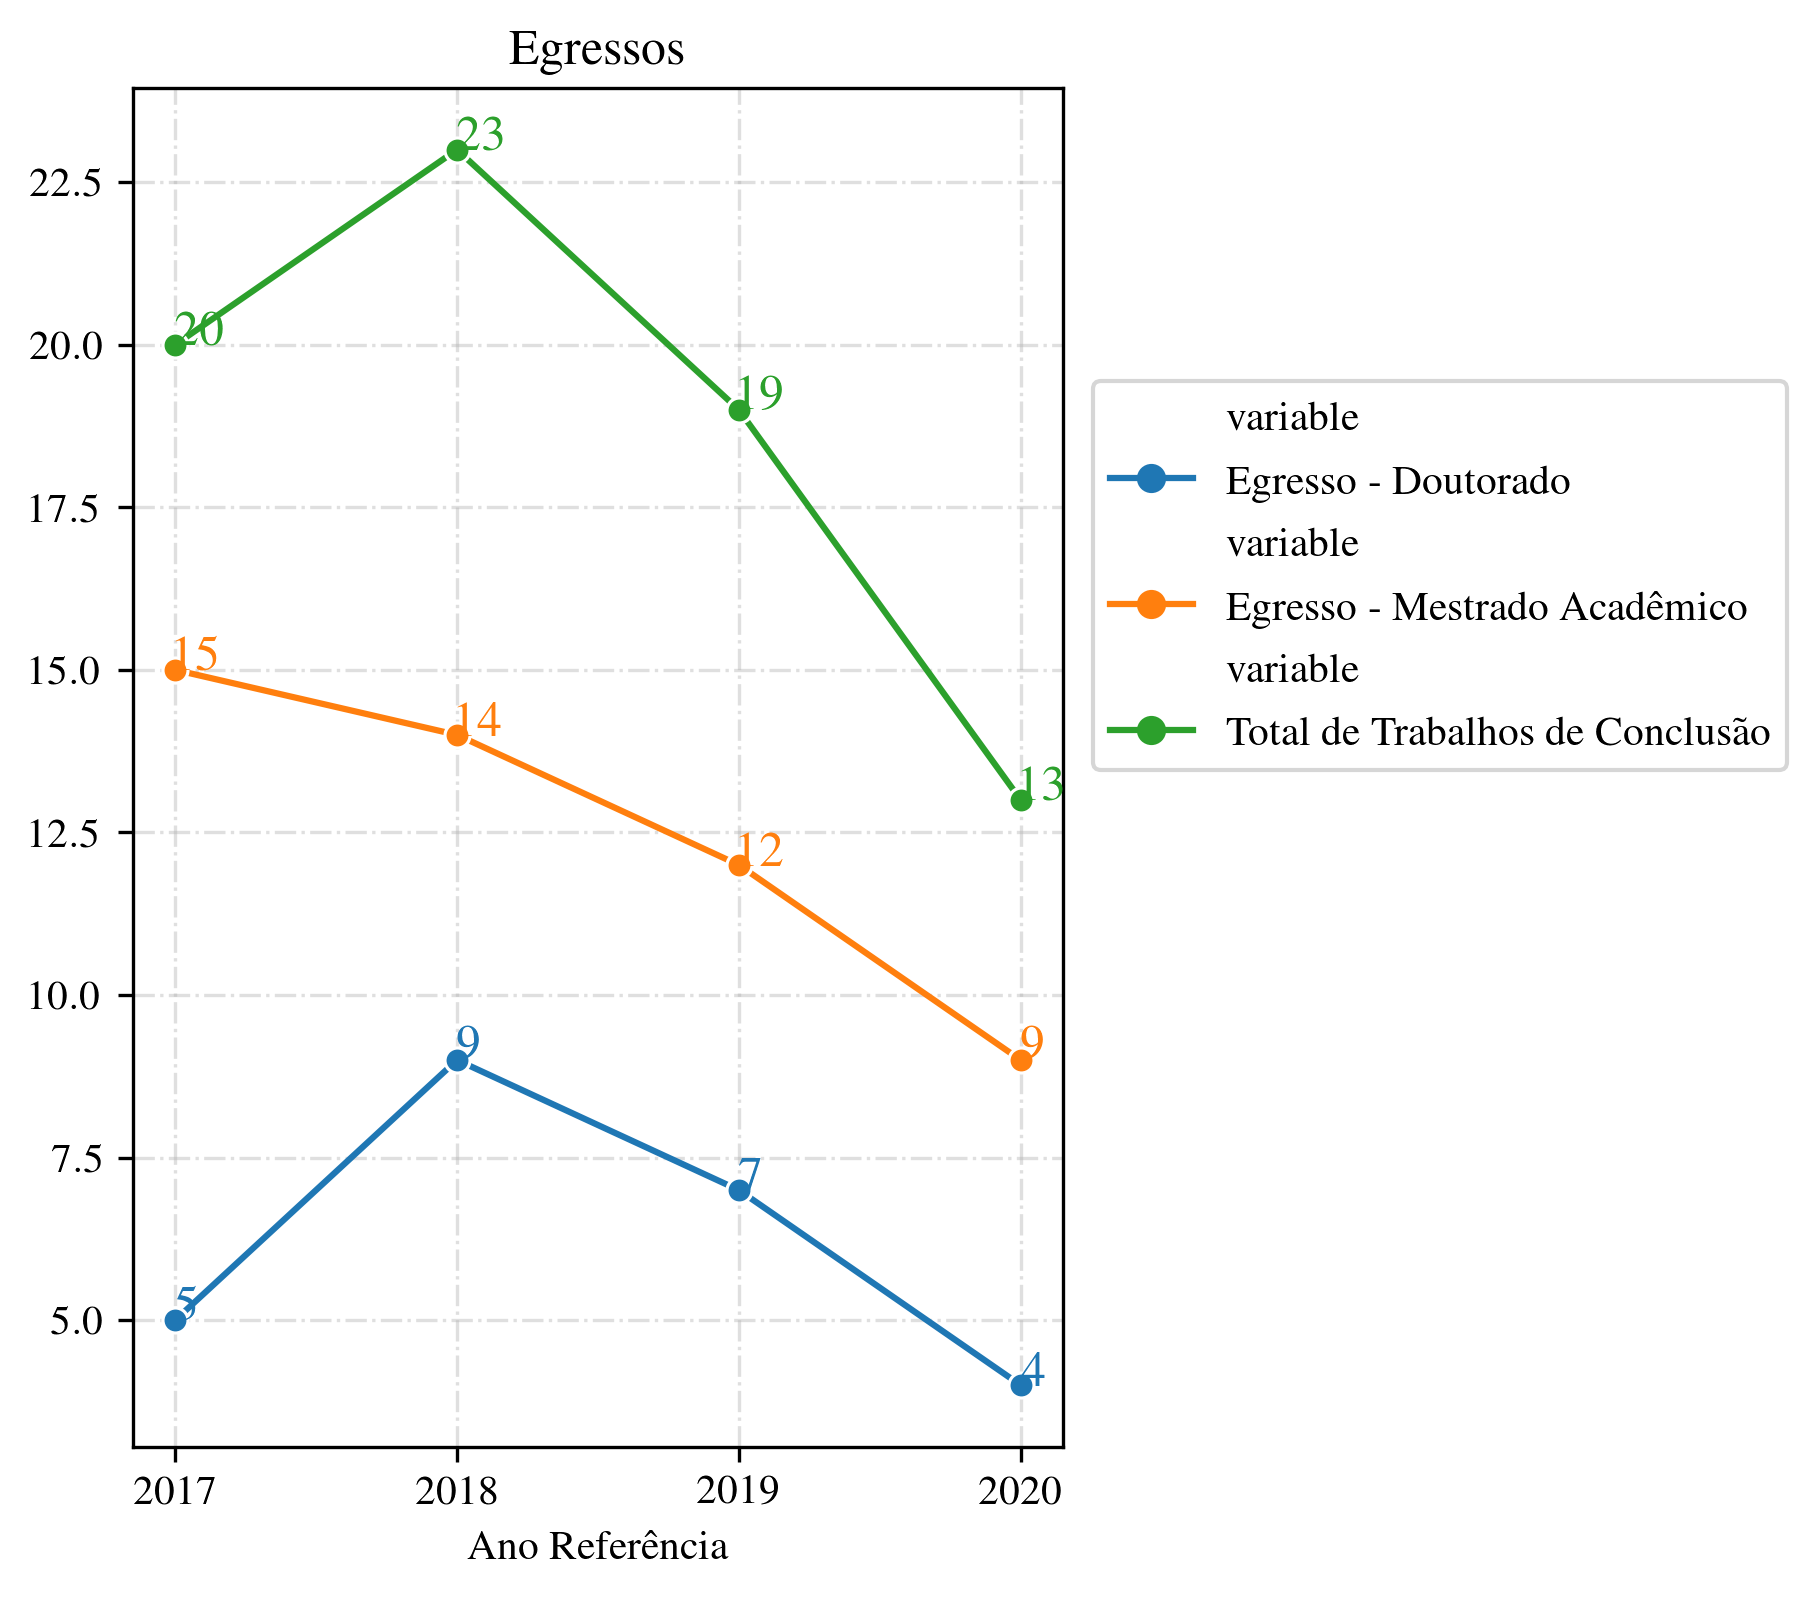 Egressos
22.5
20.0
17.5
15.0
12.5
10.0
7.5
5.0
20
23
19
13
15
14
12
9
5
9
7
4
2017 2018 2019 2020
Ano Referência
variable
Egresso - Doutorado
variable
Egresso - Mestrado Acadêmico
variable
Total de Trabalhos de Conclusão